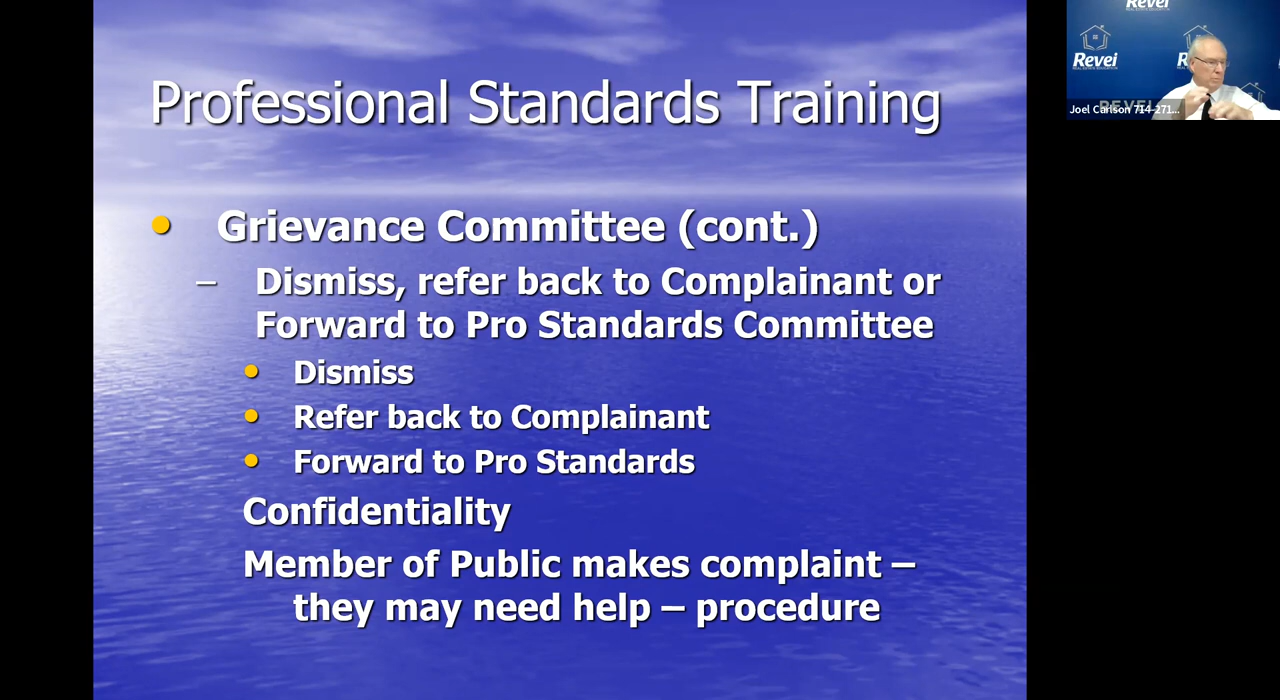 Professional Standards Training
• Grievance Committee (cont.)
– Dismiss, refer back to Complainant or
Forward to Pro Standards Committee
• Dismiss
• Refer back to Complainant
• Forward to Pro Standards
Confidentiality
Member of Public makes complaint –
they may need help – procedure
Revei
Revei
Joel Carlson 714-271...